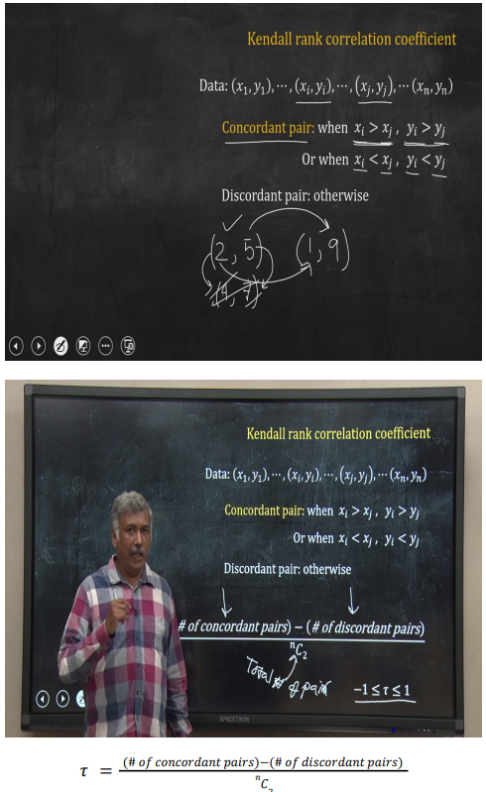 Kendall rank correlation coefficient
Data: (x₁,y₁),⋯,(xᵢ,yᵢ),⋯,(xⱼ,yⱼ),⋯(xₙ,yₙ)
Concordant pair: when xᵢ > xⱼ , yᵢ > yⱼ
Or when xᵢ < xⱼ , yᵢ < yⱼ
Discordant pair: otherwise
(2, 5) (1, 9)
Kendall rank correlation coefficient
Data: (x₁,y₁),⋯,(xᵢ,yᵢ),⋯,(xⱼ,yⱼ),⋯(xₙ,yₙ)
Concordant pair: when xᵢ > xⱼ , yᵢ > yⱼ
Or when xᵢ < xⱼ , yᵢ < yⱼ
Discordant pair: otherwise
# of concordant pairs) − (# of discordant pairs)
ⁿC₂
Total # of pair
−1 ≤ τ ≤ 1
SPECKTRON
τ = (# of concordant pairs)−(# of discordant pairs)
ⁿC₂